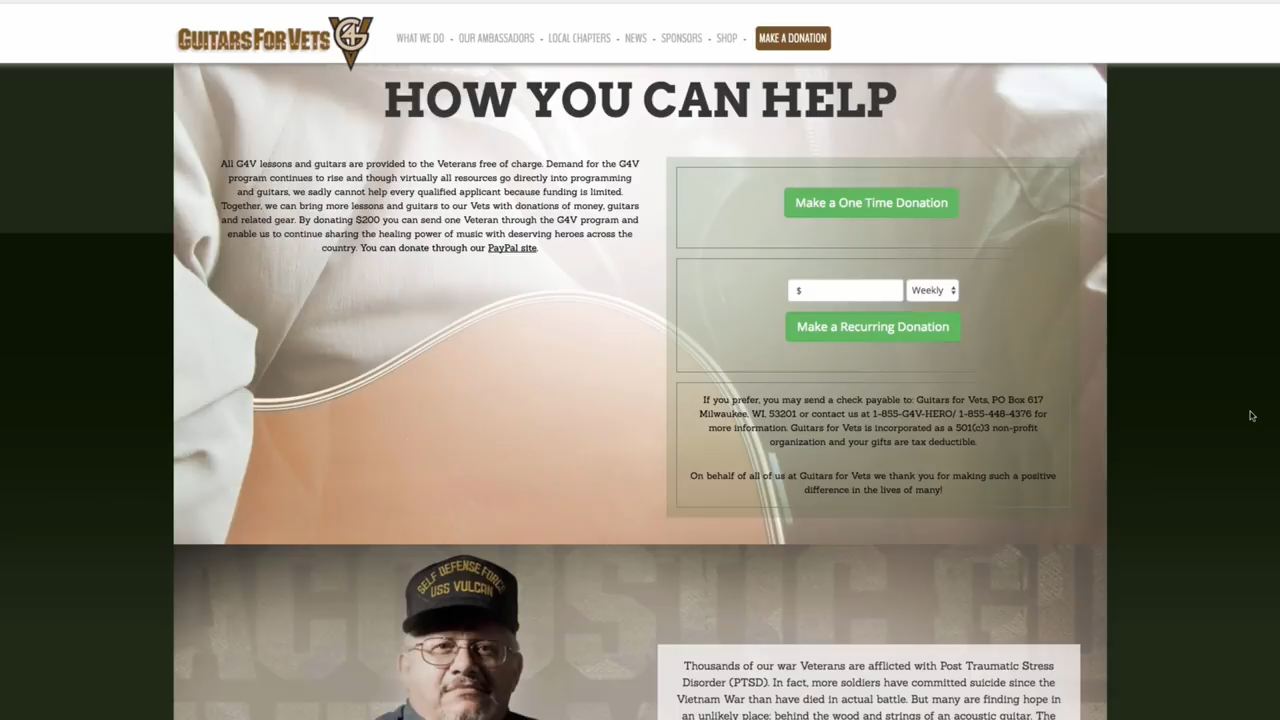 GUITARSFORVETS
WHAT WE DO - OUR AMBASSADORS - LOCAL CHAPTERS - NEWS - SPONSORS - SHOP - MAKE A DONATION
HOW YOU CAN HELP
All G4V lessons and guitars are provided to the Veterans free of charge. Demand for the G4V
program continues to rise and though virtually all resources go directly into programming
and guitars, we sadly cannot help every qualified applicant because funding is limited.
Together, we can bring more lessons and guitars to our Vets with donations of money, guitars
and related gear. By donating $200 you can send one Veteran through the G4V program and
enable us to continue sharing the healing power of music with deserving heroes across the
country. You can donate through our PayPal site.
Make a One Time Donation
$ Weekly
Make a Recurring Donation
If you prefer, you may send a check payable to: Guitars for Vets, PO Box 617
Milwaukee, WI, 53201 or contact us at 1-855-G4V-HERO/ 1-855-448-4376 for
more information. Guitars for Vets is incorporated as a 501(c)3 non-profit
organization and your gifts are tax deductible.
On behalf of all of us at Guitars for Vets we thank you for making such a positive
difference in the lives of many!
SELF DEFENSE FORCE
USS VULCAN
Thousands of our war Veterans are afflicted with Post Traumatic Stress
Disorder (PTSD). In fact, more soldiers have committed suicide since the
Vietnam War than have died in actual battle. But many are finding hope in
an unlikely place: behind the wood and strings of an acoustic guitar. The